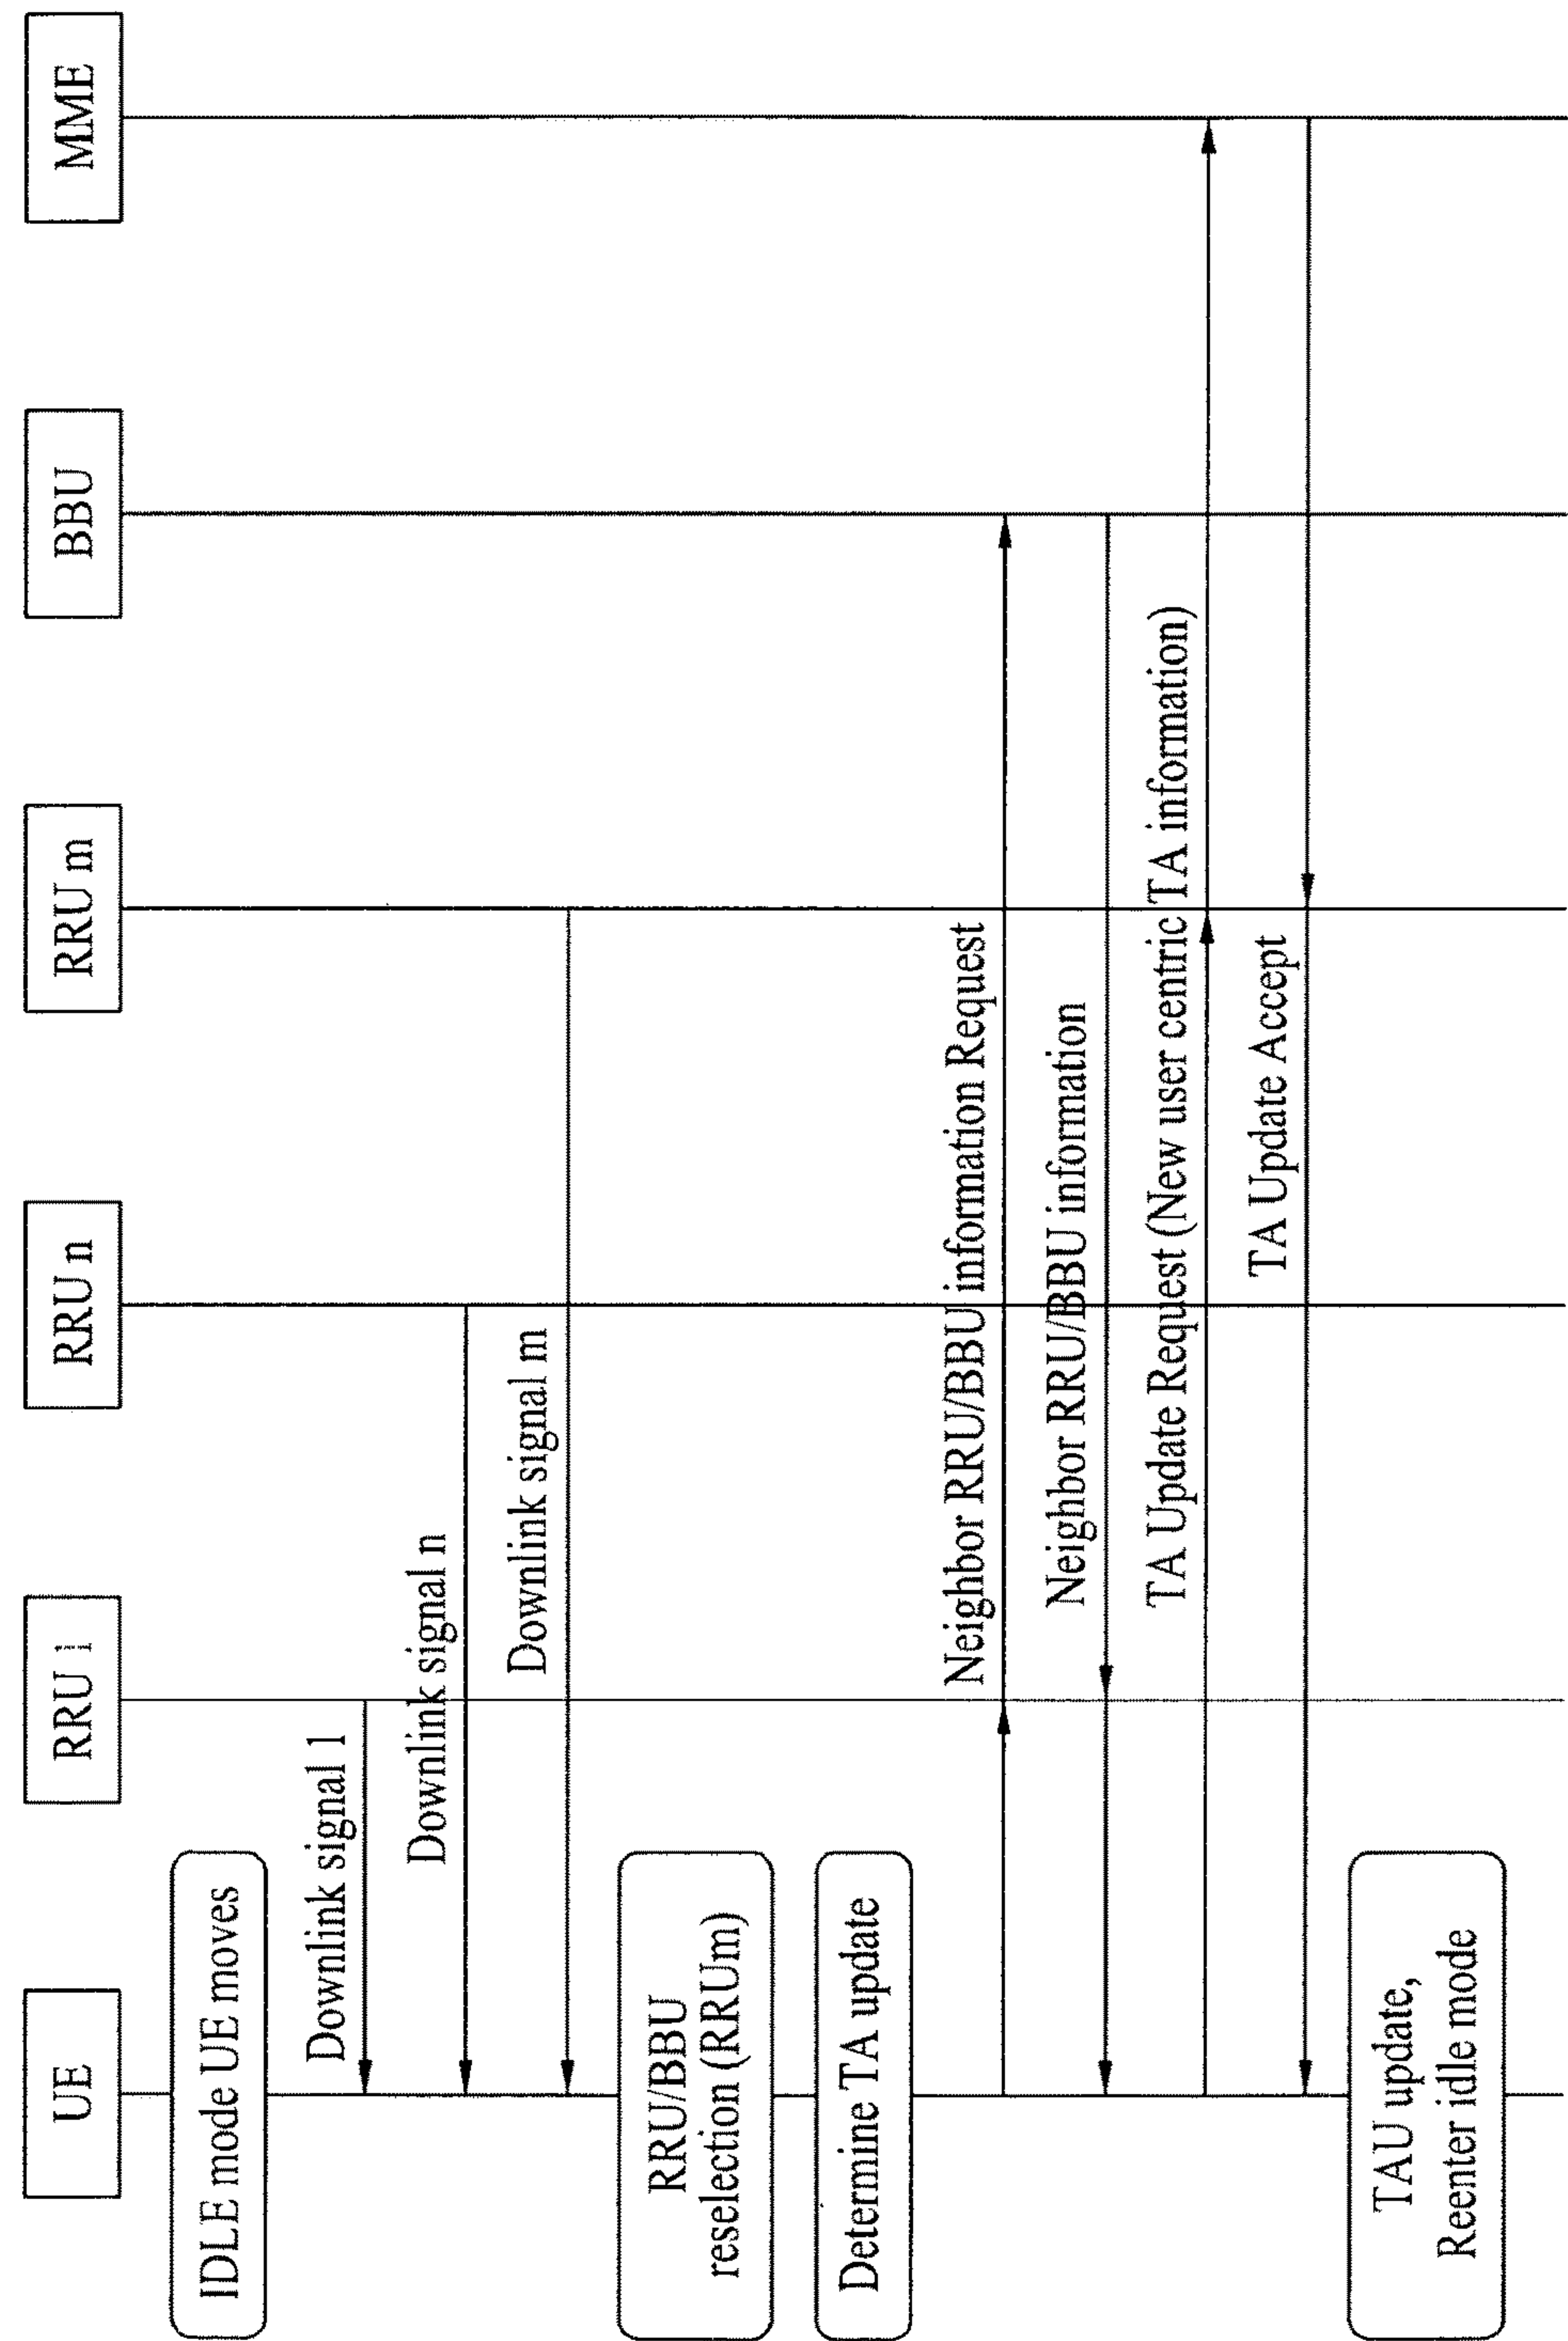 UE
RRU 1
RRU n
RRU m
BBU
MME
IDLE mode UE moves
Downlink signal 1
Downlink signal n
Downlink signal m
RRU/BBU
reselection (RRUm)
Determine TA update
Neighbor RRU/BBU information Request
Neighbor RRU/BBU information
TA Update Request (New user centric TA information)
TA Update Accept
TAU update,
Reenter idle mode